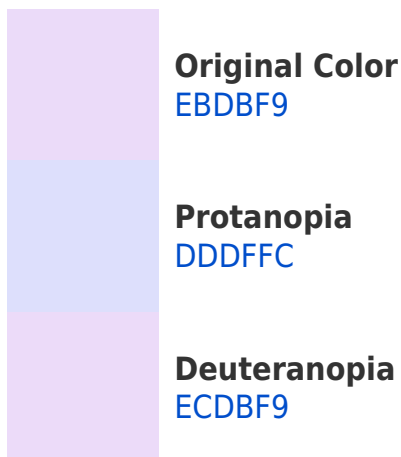 Original Color
EBDBF9
Protanopia
DDDFFC
Deuteranopia
ECDBF9